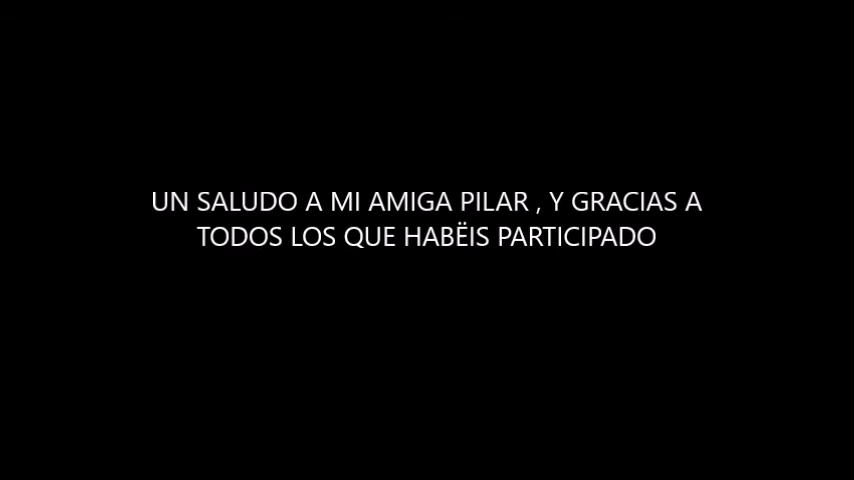 UN SALUDO A MI AMIGA PILAR , Y GRACIAS A
TODOS LOS QUE HABËIS PARTICIPADO